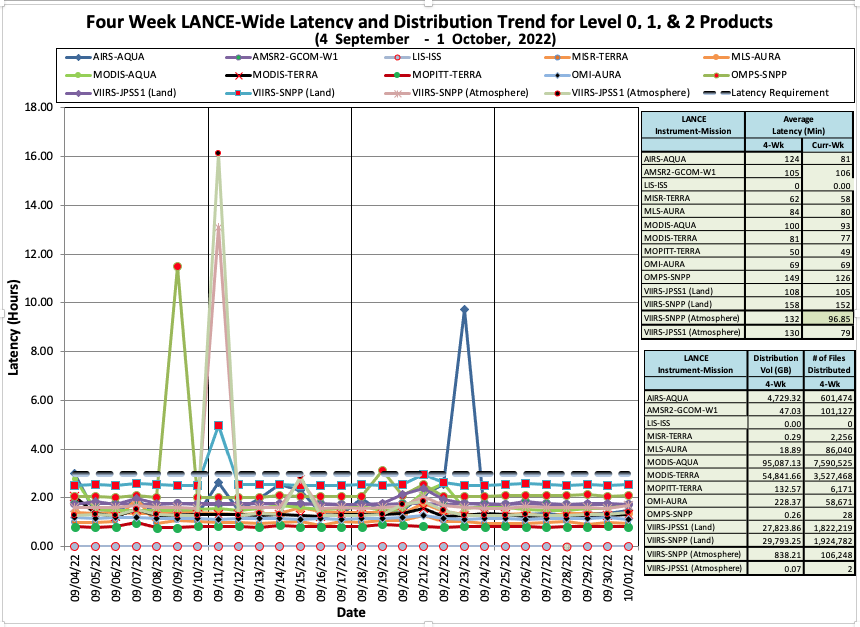 Four Week LANCE-Wide Latency and Distribution Trend for Level 0, 1, & 2 Products
(4 September - 1 October, 2022)
AIRS-AQUA AMSR2-GCOM-W1 LIS-ISS MISR-TERRA MLS-AURA
MODIS-AQUA MODIS-TERRA MOPITT-TERRA OMI-AURA OMPS-SNPP
VIIRS-JPSS1 (Land) VIIRS-SNPP (Land) VIIRS-SNPP (Atmosphere) VIIRS-JPSS1 (Atmosphere) Latency Requirement
Latency (Hours)
18.00
16.00
14.00
12.00
10.00
8.00
6.00
4.00
2.00
0.00
09/04/22 09/05/22 09/06/22 09/07/22 09/08/22 09/09/22 09/10/22 09/11/22 09/12/22 09/13/22 09/14/22 09/15/22 09/16/22 09/17/22 09/18/22 09/19/22 09/20/22 09/21/22 09/22/22 09/23/22 09/24/22 09/25/22 09/26/22 09/27/22 09/28/22 09/29/22 09/30/22 10/01/22
Date
LANCE Average
Instrument-Mission Latency (Min)
4-Wk Curr-Wk
AIRS-AQUA 124 81
AMSR2-GCOM-W1 105 106
LIS-ISS 0 0.00
MISR-TERRA 62 58
MLS-AURA 84 80
MODIS-AQUA 100 93
MODIS-TERRA 81 77
MOPITT-TERRA 50 49
OMI-AURA 69 69
OMPS-SNPP 149 126
VIIRS-JPSS1 (Land) 108 105
VIIRS-SNPP (Land) 158 152
VIIRS-SNPP (Atmosphere) 132 96.85
VIIRS-JPSS1 (Atmosphere) 130 79
LANCE Distribution # of Files
Instrument-Mission Vol (GB) Distributed
4-Wk 4-Wk
AIRS-AQUA 4,729.32 601,474
AMSR2-GCOM-W1 47.03 101,127
LIS-ISS 0.00 0
MISR-TERRA 0.29 2,256
MLS-AURA 18.89 86,040
MODIS-AQUA 95,087.13 7,590,525
MODIS-TERRA 54,841.66 3,527,468
MOPITT-TERRA 132.57 6,171
OMI-AURA 228.37 58,671
OMPS-SNPP 0.26 28
VIIRS-JPSS1 (Land) 27,823.86 1,822,219
VIIRS-SNPP (Land) 29,793.25 1,924,782
VIIRS-SNPP (Atmosphere) 838.21 106,248
VIIRS-JPSS1 (Atmosphere) 0.07 2